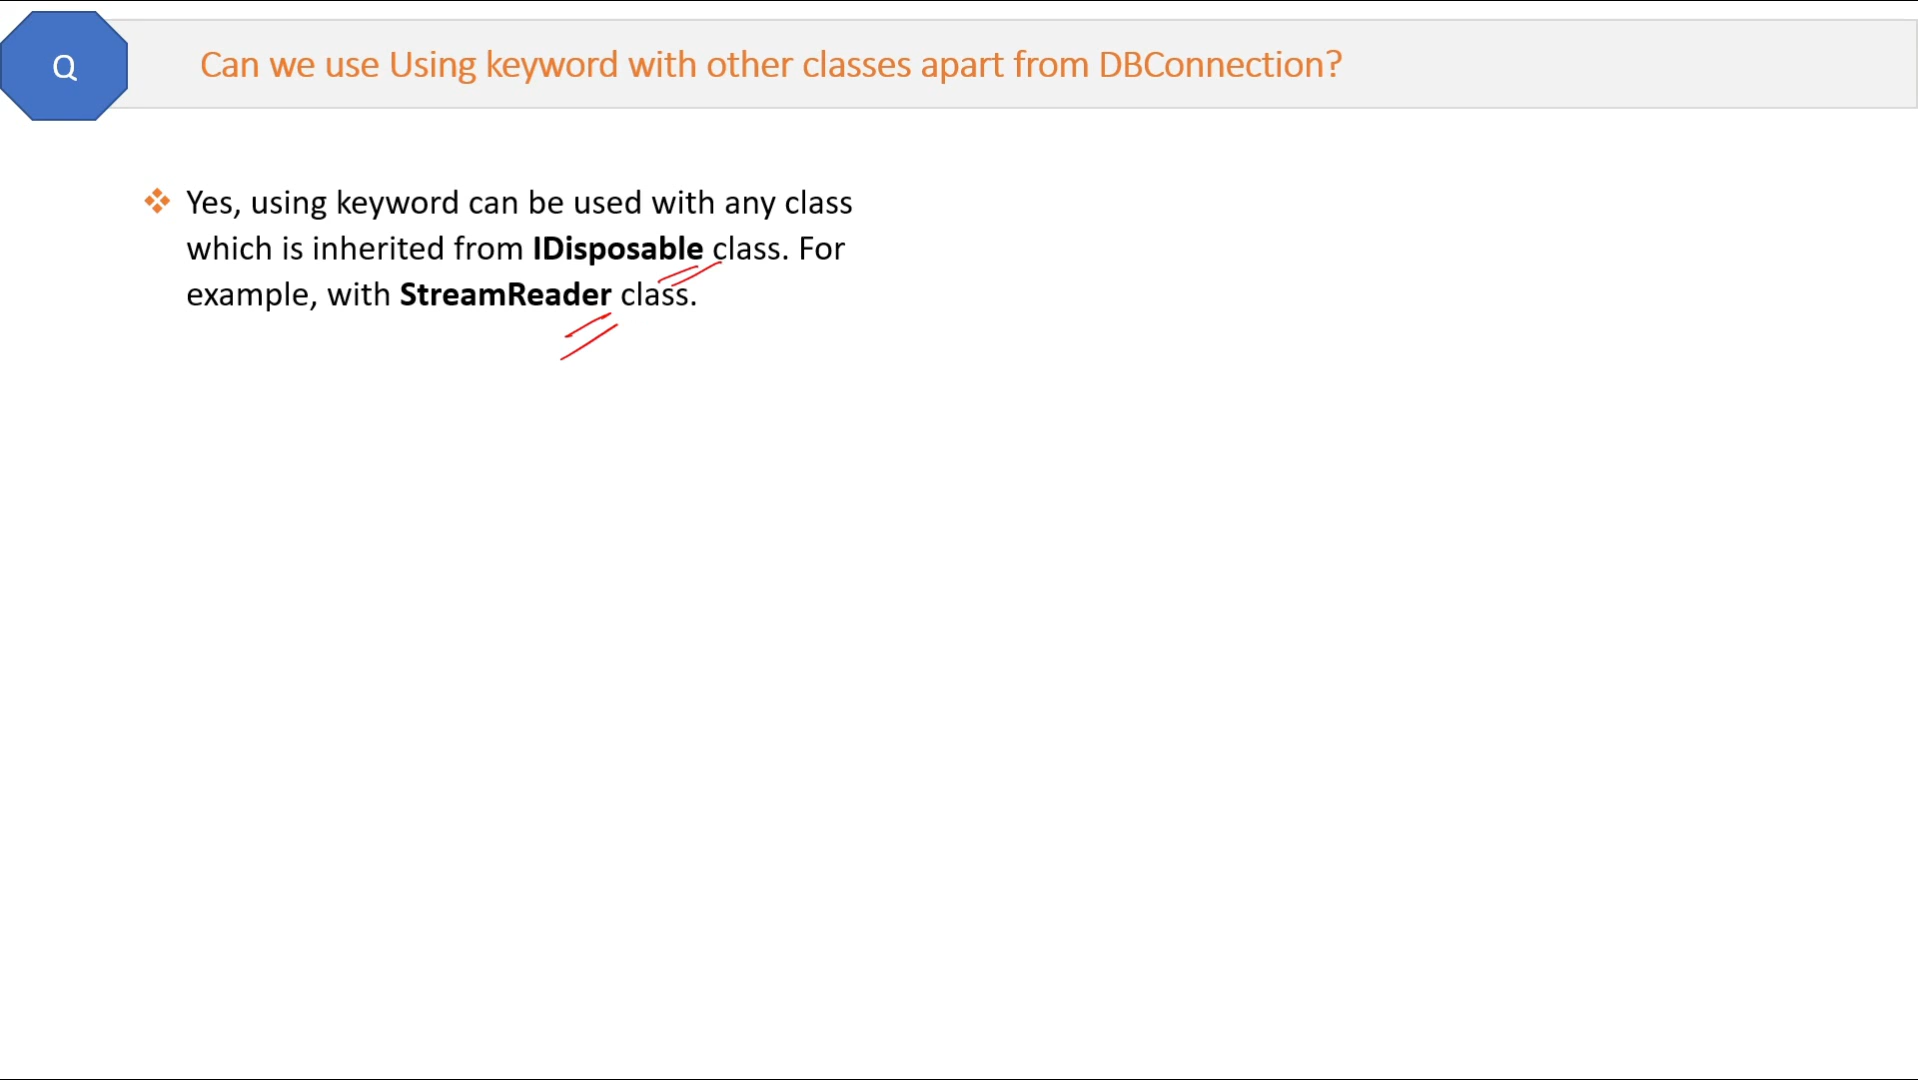 Q
Can we use Using keyword with other classes apart from DBConnection?
Yes, using keyword can be used with any class
which is inherited from IDisposable class. For
example, with StreamReader class.